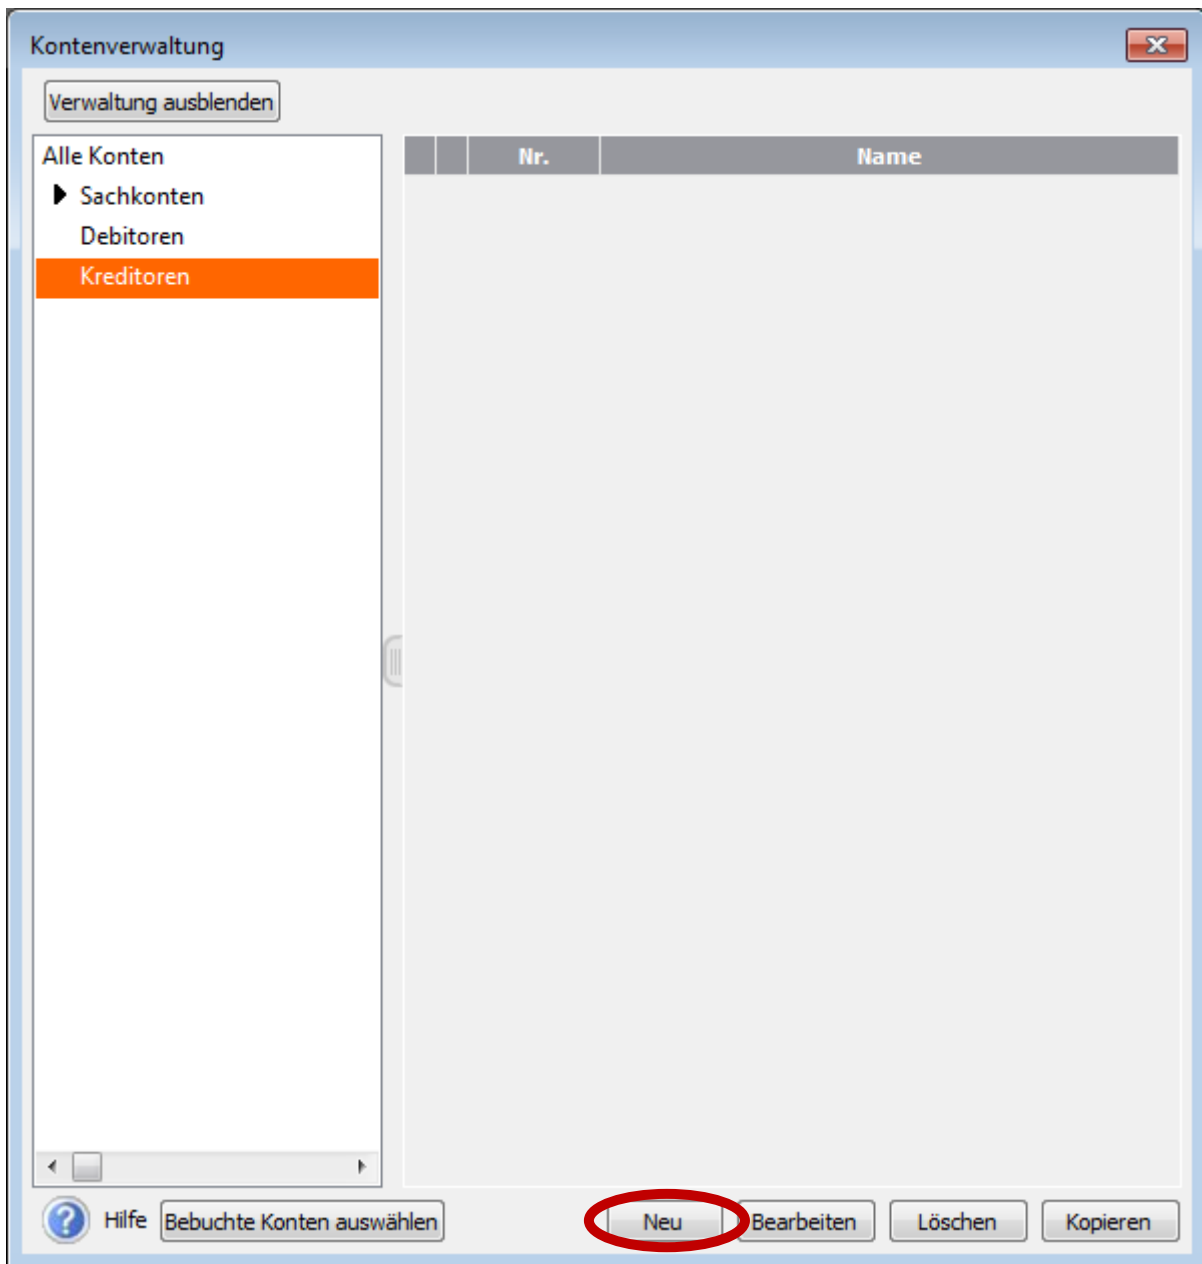 Kontenverwaltung
Verwaltung ausblenden
Alle Konten
Sachkonten
Debitoren
Kreditoren
Nr. Name
Hilfe Bebuchte Konten auswählen Neu Bearbeiten Löschen Kopieren